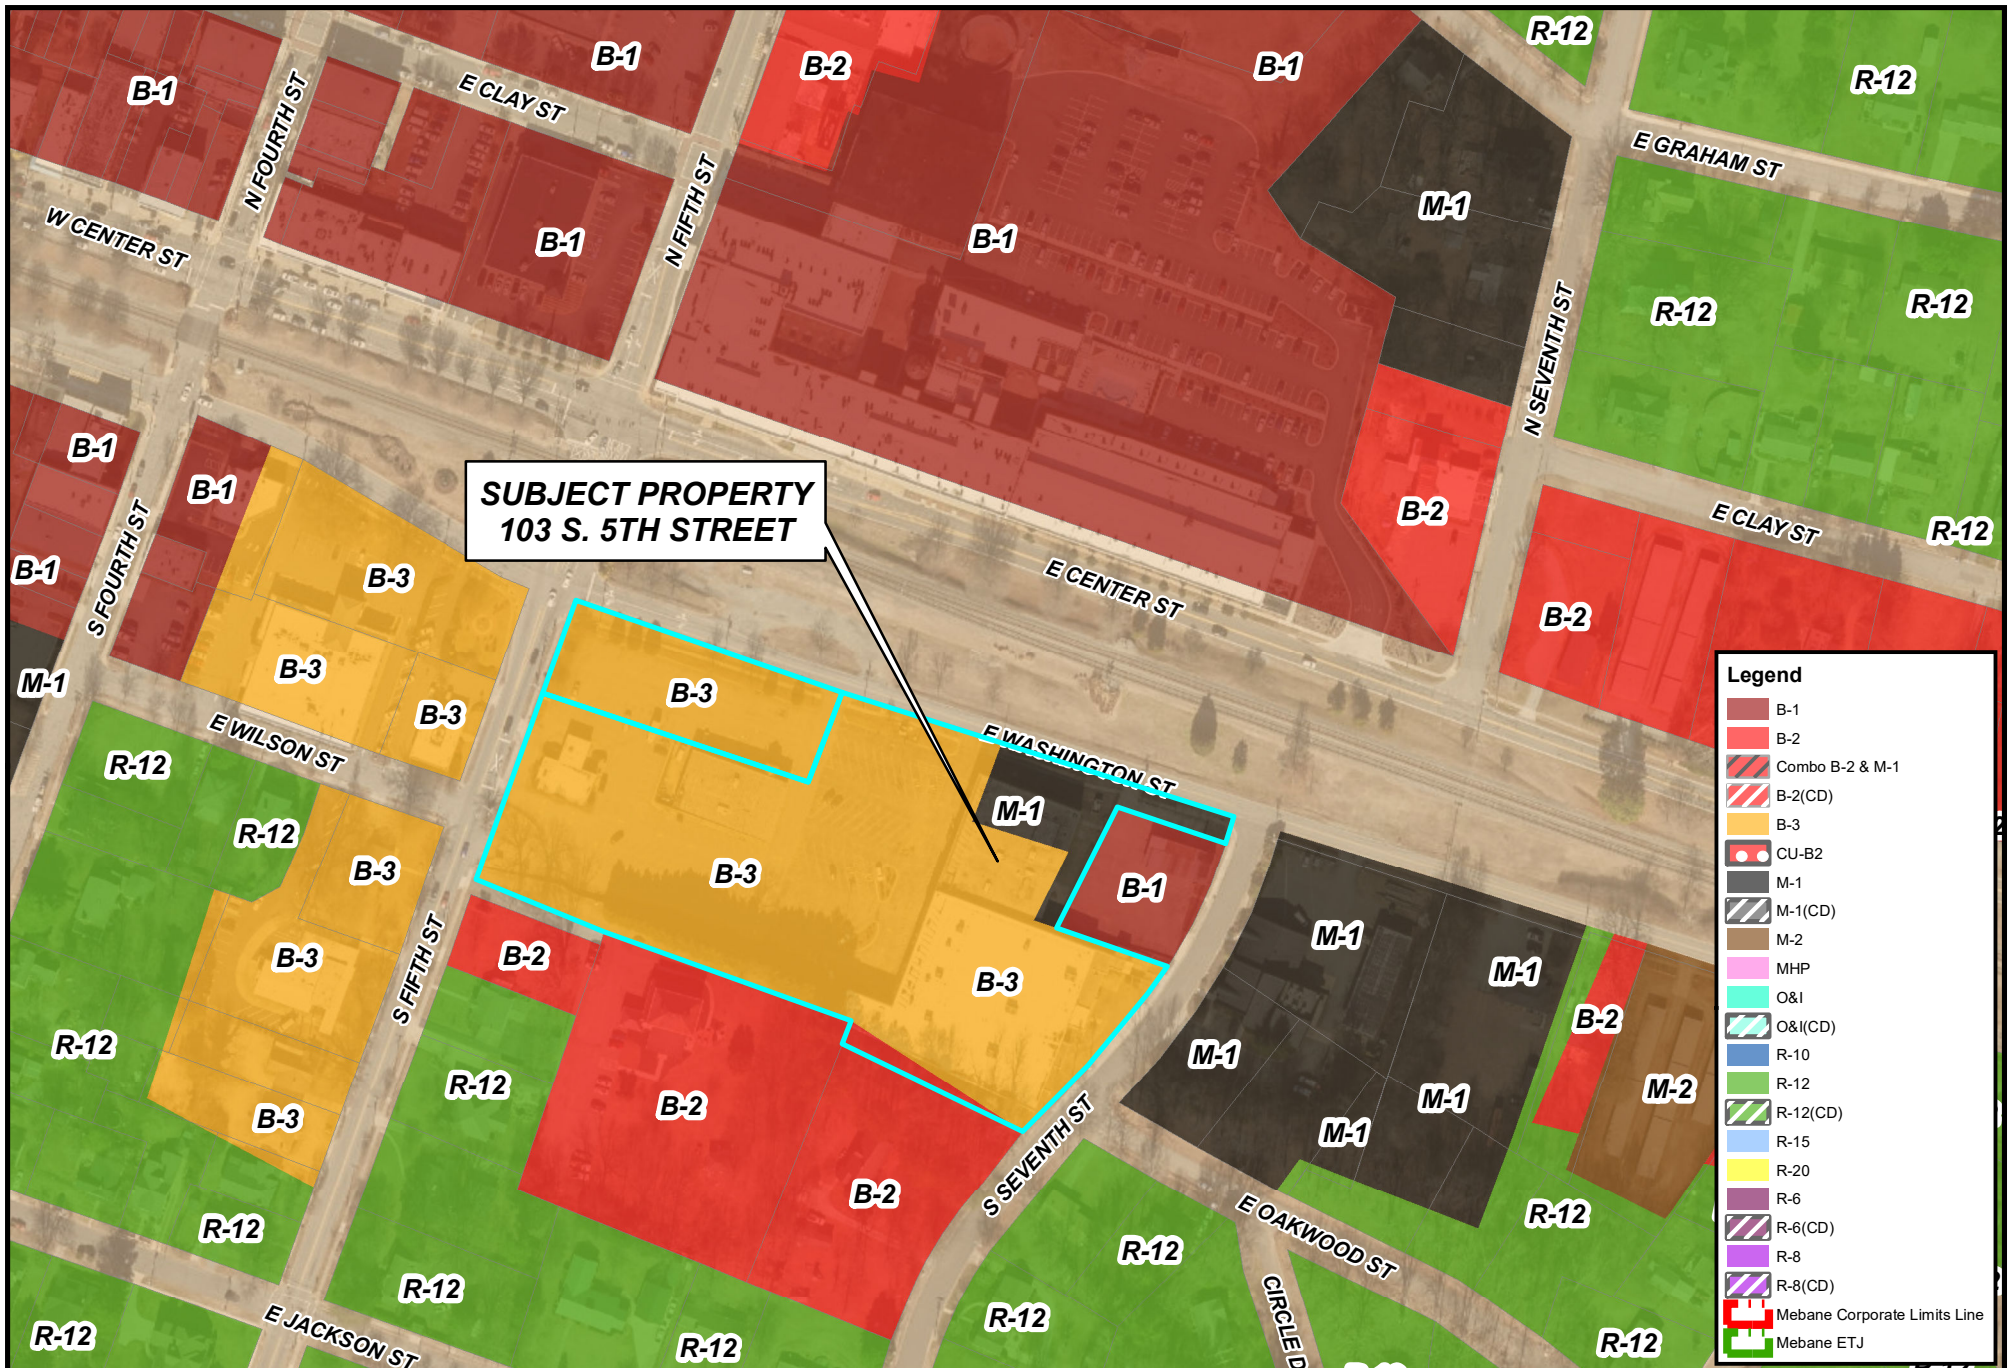 R-12
B-1
B-2
B-1
R-12
B-1
E CLAY ST
N FOURTH ST
E GRAHAM ST
N FIFTH ST
M-1
W CENTER ST
B-1
B-1
R-12
R-12
N SEVENTH ST
B-1
B-1
SUBJECT PROPERTY
103 S. 5TH STREET
B-2
E CLAY ST
R-12
S FOURTH ST
B-1
B-3
E CENTER ST
B-2
B-3
M-1
B-3
B-3
E WILSON ST
E WASHINGTON ST
R-12
M-1
R-12
B-3
B-3
B-1
M-1
S FIFTH ST
B-2
B-3
B-3
M-1
B-2
R-12
M-1
R-12
B-2
M-1
M-2
B-3
M-1
S SEVENTH ST
B-2
R-12
E OAKWOOD ST
R-12
R-12
R-12
R-12
CIRCLE D
E JACKSON ST
R-12
R-12
R-12
Legend
B-1
B-2
Combo B-2 & M-1
B-2(CD)
B-3
CU-B2
M-1
M-1(CD)
M-2
MHP
O&I
O&I(CD)
R-10
R-12
R-12(CD)
R-15
R-20
R-6
R-6(CD)
R-8
R-8(CD)
Mebane Corporate Limits Line
Mebane ETJ